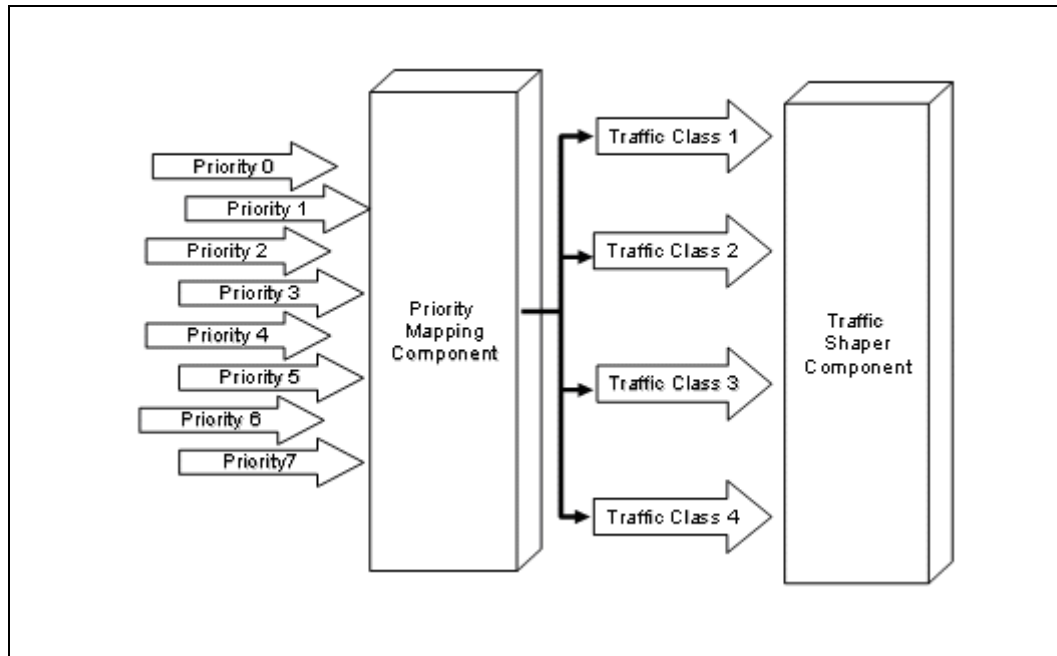 Priority 0
Priority 1
Priority 2
Priority 3
Priority 4
Priority 5
Priority 6
Priority7
Priority
Mapping
Component
Traffic Class 1
Traffic Class 2
Traffic Class 3
Traffic Class 4
Traffic
Shaper
Component